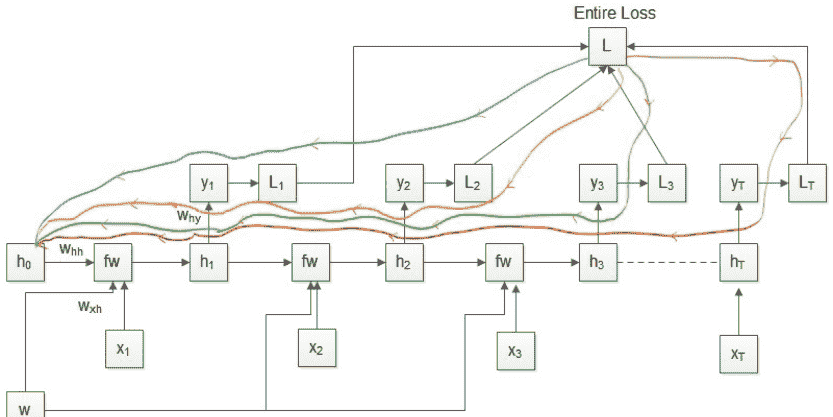 Entire Loss
L
y1 L1 y2 L2 y3 L3 yT LT
why
h0 whh fw h1 fw h2 fw h3 hT
wxh
x1 x2 x3 xT
w